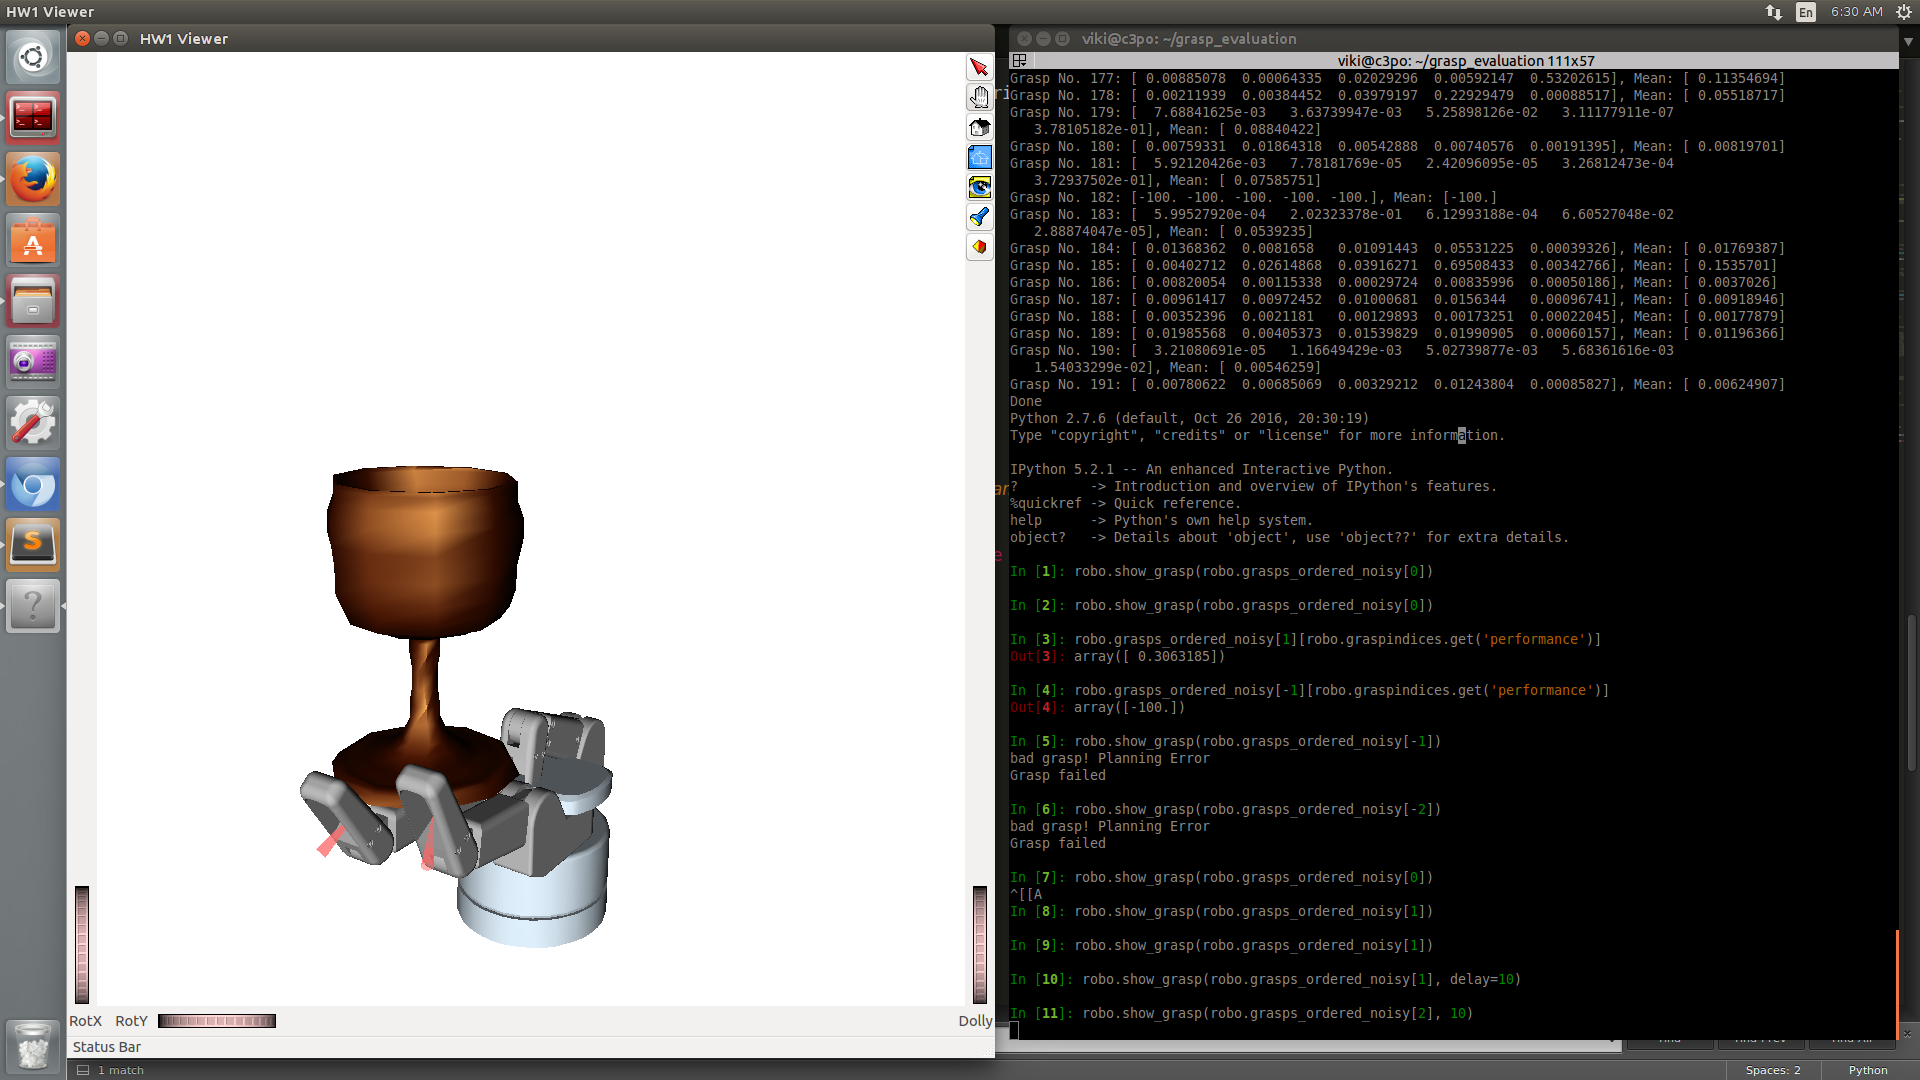 HW1 Viewer
En
6:30 AM
HW1 Viewer
RotX
RotY
Dolly
Status Bar
1 match
viki@c3po: ~/grasp_evaluation
viki@c3po: ~/grasp_evaluation 111x57
Grasp No. 177: [ 0.00885078  0.00064335  0.02029296  0.00592147  0.53202615], Mean: [ 0.11354694]
Grasp No. 178: [ 0.00211939  0.00384452  0.03979197  0.22929479  0.00088517], Mean: [ 0.05518717]
Grasp No. 179: [  7.68841625e-03   3.63739947e-03   5.25898126e-02   3.11177911e-07
   3.78105182e-01], Mean: [ 0.08840422]
Grasp No. 180: [ 0.00759331  0.01864318  0.00542888  0.00740576  0.00191395], Mean: [ 0.00819701]
Grasp No. 181: [  5.92120426e-03   7.78181769e-05   2.42096095e-05   3.26812473e-04
   3.72937502e-01], Mean: [ 0.07585751]
Grasp No. 182: [-100. -100. -100. -100. -100.], Mean: [-100.]
Grasp No. 183: [  5.99527920e-04   2.02323378e-01   6.12993188e-04   6.60527048e-02
   2.88874047e-05], Mean: [ 0.0539235]
Grasp No. 184: [ 0.01368362  0.0081658   0.01091443  0.05531225  0.00039326], Mean: [ 0.01769387]
Grasp No. 185: [ 0.00402712  0.02614868  0.03916271  0.69508433  0.00342766], Mean: [ 0.1535701]
Grasp No. 186: [ 0.00820054  0.00115338  0.00029724  0.00835996  0.00050186], Mean: [ 0.0037026]
Grasp No. 187: [ 0.00961417  0.00972452  0.01000681  0.0156344   0.00096741], Mean: [ 0.00918946]
Grasp No. 188: [ 0.00352396  0.0021181   0.00129893  0.00173251  0.00022045], Mean: [ 0.00177879]
Grasp No. 189: [ 0.01985568  0.00405373  0.01539829  0.01990905  0.00060157], Mean: [ 0.01196366]
Grasp No. 190: [  3.21080691e-05   1.16649429e-03   5.02739877e-03   5.68361616e-03
   1.54033299e-02], Mean: [ 0.00546259]
Grasp No. 191: [ 0.00780622  0.00685069  0.00329212  0.01243804  0.00085827], Mean: [ 0.00624907]
Done
Python 2.7.6 (default, Oct 26 2016, 20:30:19)
Type "copyright", "credits" or "license" for more information.
IPython 5.2.1 -- An enhanced Interactive Python.
?         -> Introduction and overview of IPython's features.
%quickref -> Quick reference.
help      -> Python's own help system.
object?   -> Details about 'object', use 'object??' for extra details.
In [1]: robo.show_grasp(robo.grasps_ordered_noisy[0])
In [2]: robo.show_grasp(robo.grasps_ordered_noisy[0])
In [3]: robo.grasps_ordered_noisy[1][robo.graspindices.get('performance')]
Out[3]: array([ 0.3063185])
In [4]: robo.grasps_ordered_noisy[-1][robo.graspindices.get('performance')]
Out[4]: array([-100.])
In [5]: robo.show_grasp(robo.grasps_ordered_noisy[-1])
bad grasp! Planning Error
Grasp failed
In [6]: robo.show_grasp(robo.grasps_ordered_noisy[-2])
bad grasp! Planning Error
Grasp failed
In [7]: robo.show_grasp(robo.grasps_ordered_noisy[0])
^[[A
In [8]: robo.show_grasp(robo.grasps_ordered_noisy[1])
In [9]: robo.show_grasp(robo.grasps_ordered_noisy[1])
In [10]: robo.show_grasp(robo.grasps_ordered_noisy[1], delay=10)
In [11]: robo.show_grasp(robo.grasps_ordered_noisy[2], 10)
Spaces: 2
Python